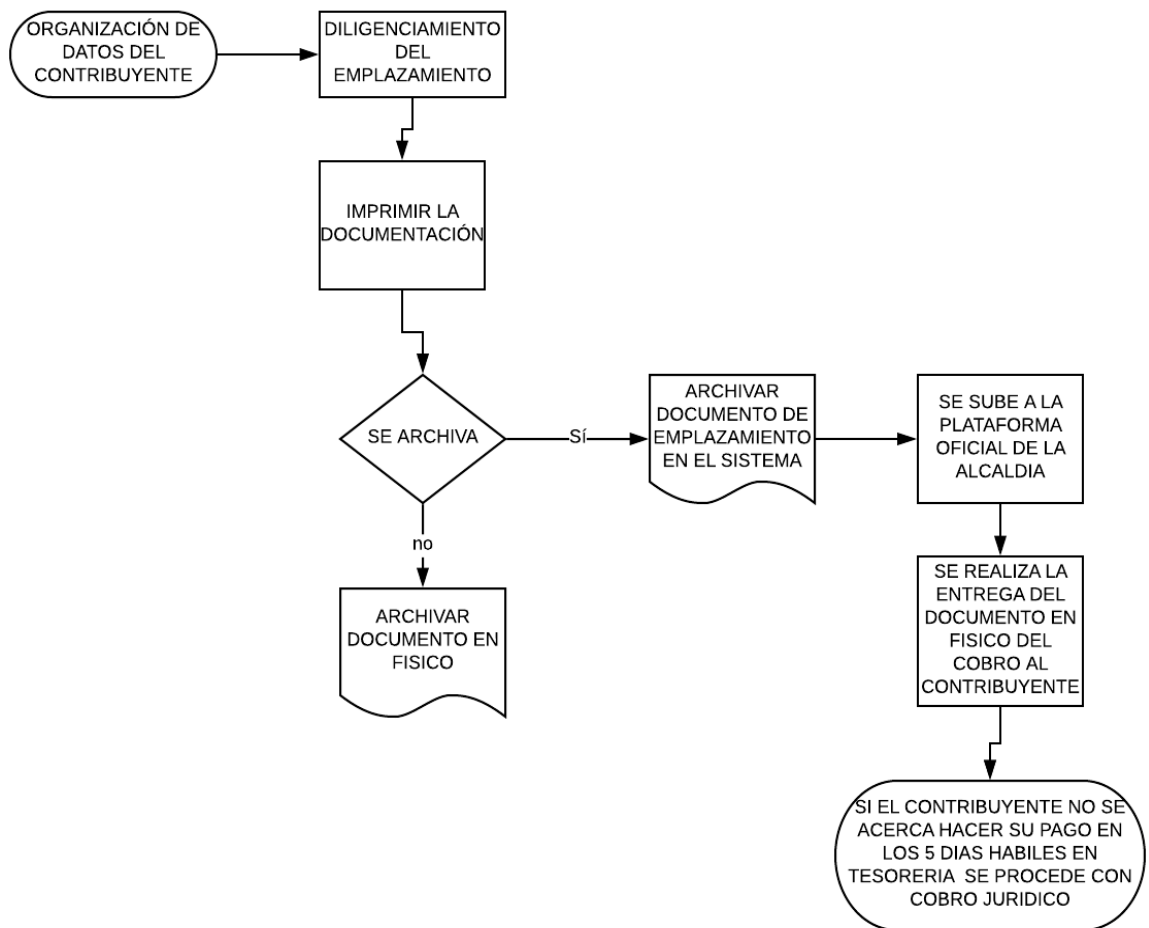 ORGANIZACIÓN DE
DATOS DEL
CONTRIBUYENTE
DILIGENCIAMIENTO
DEL
EMPLAZAMIENTO
IMPRIMIR LA
DOCUMENTACIÓN
SE ARCHIVA
Sí
ARCHIVAR
DOCUMENTO DE
EMPLAZAMIENTO
EN EL SISTEMA
SE SUBE A LA
PLATAFORMA
OFICIAL DE LA
ALCALDIA
no
ARCHIVAR
DOCUMENTO EN
FISICO
SE REALIZA LA
ENTREGA DEL
DOCUMENTO EN
FISICO DEL
COBRO AL
CONTRIBUYENTE
SI EL CONTRIBUYENTE NO SE
ACERCA HACER SU PAGO EN
LOS 5 DIAS HABILES EN
TESORERIA SE PROCEDE CON
COBRO JURIDICO